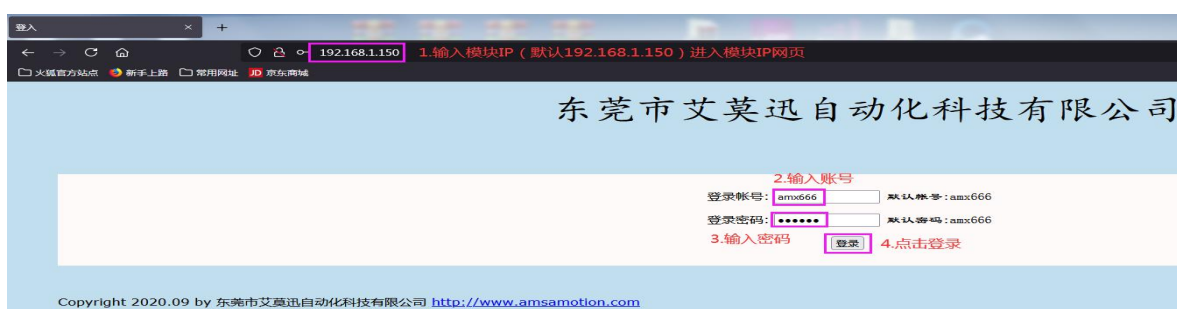 登入 × +
192.168.1.150 1.输入模块IP（默认192.168.1.150）进入模块IP网页
火狐官方站点 新手上路 常用网址 JD 京东商城
东莞市艾莫迅自动化科技有限公司
2.输入账号
登录帐号: amx666 默认帐号:amx666
登录密码: •••••• 默认密码:amx666
3.输入密码 登录 4.点击登录
Copyright 2020.09 by 东莞市艾莫迅自动化科技有限公司 http://www.amsamotion.com